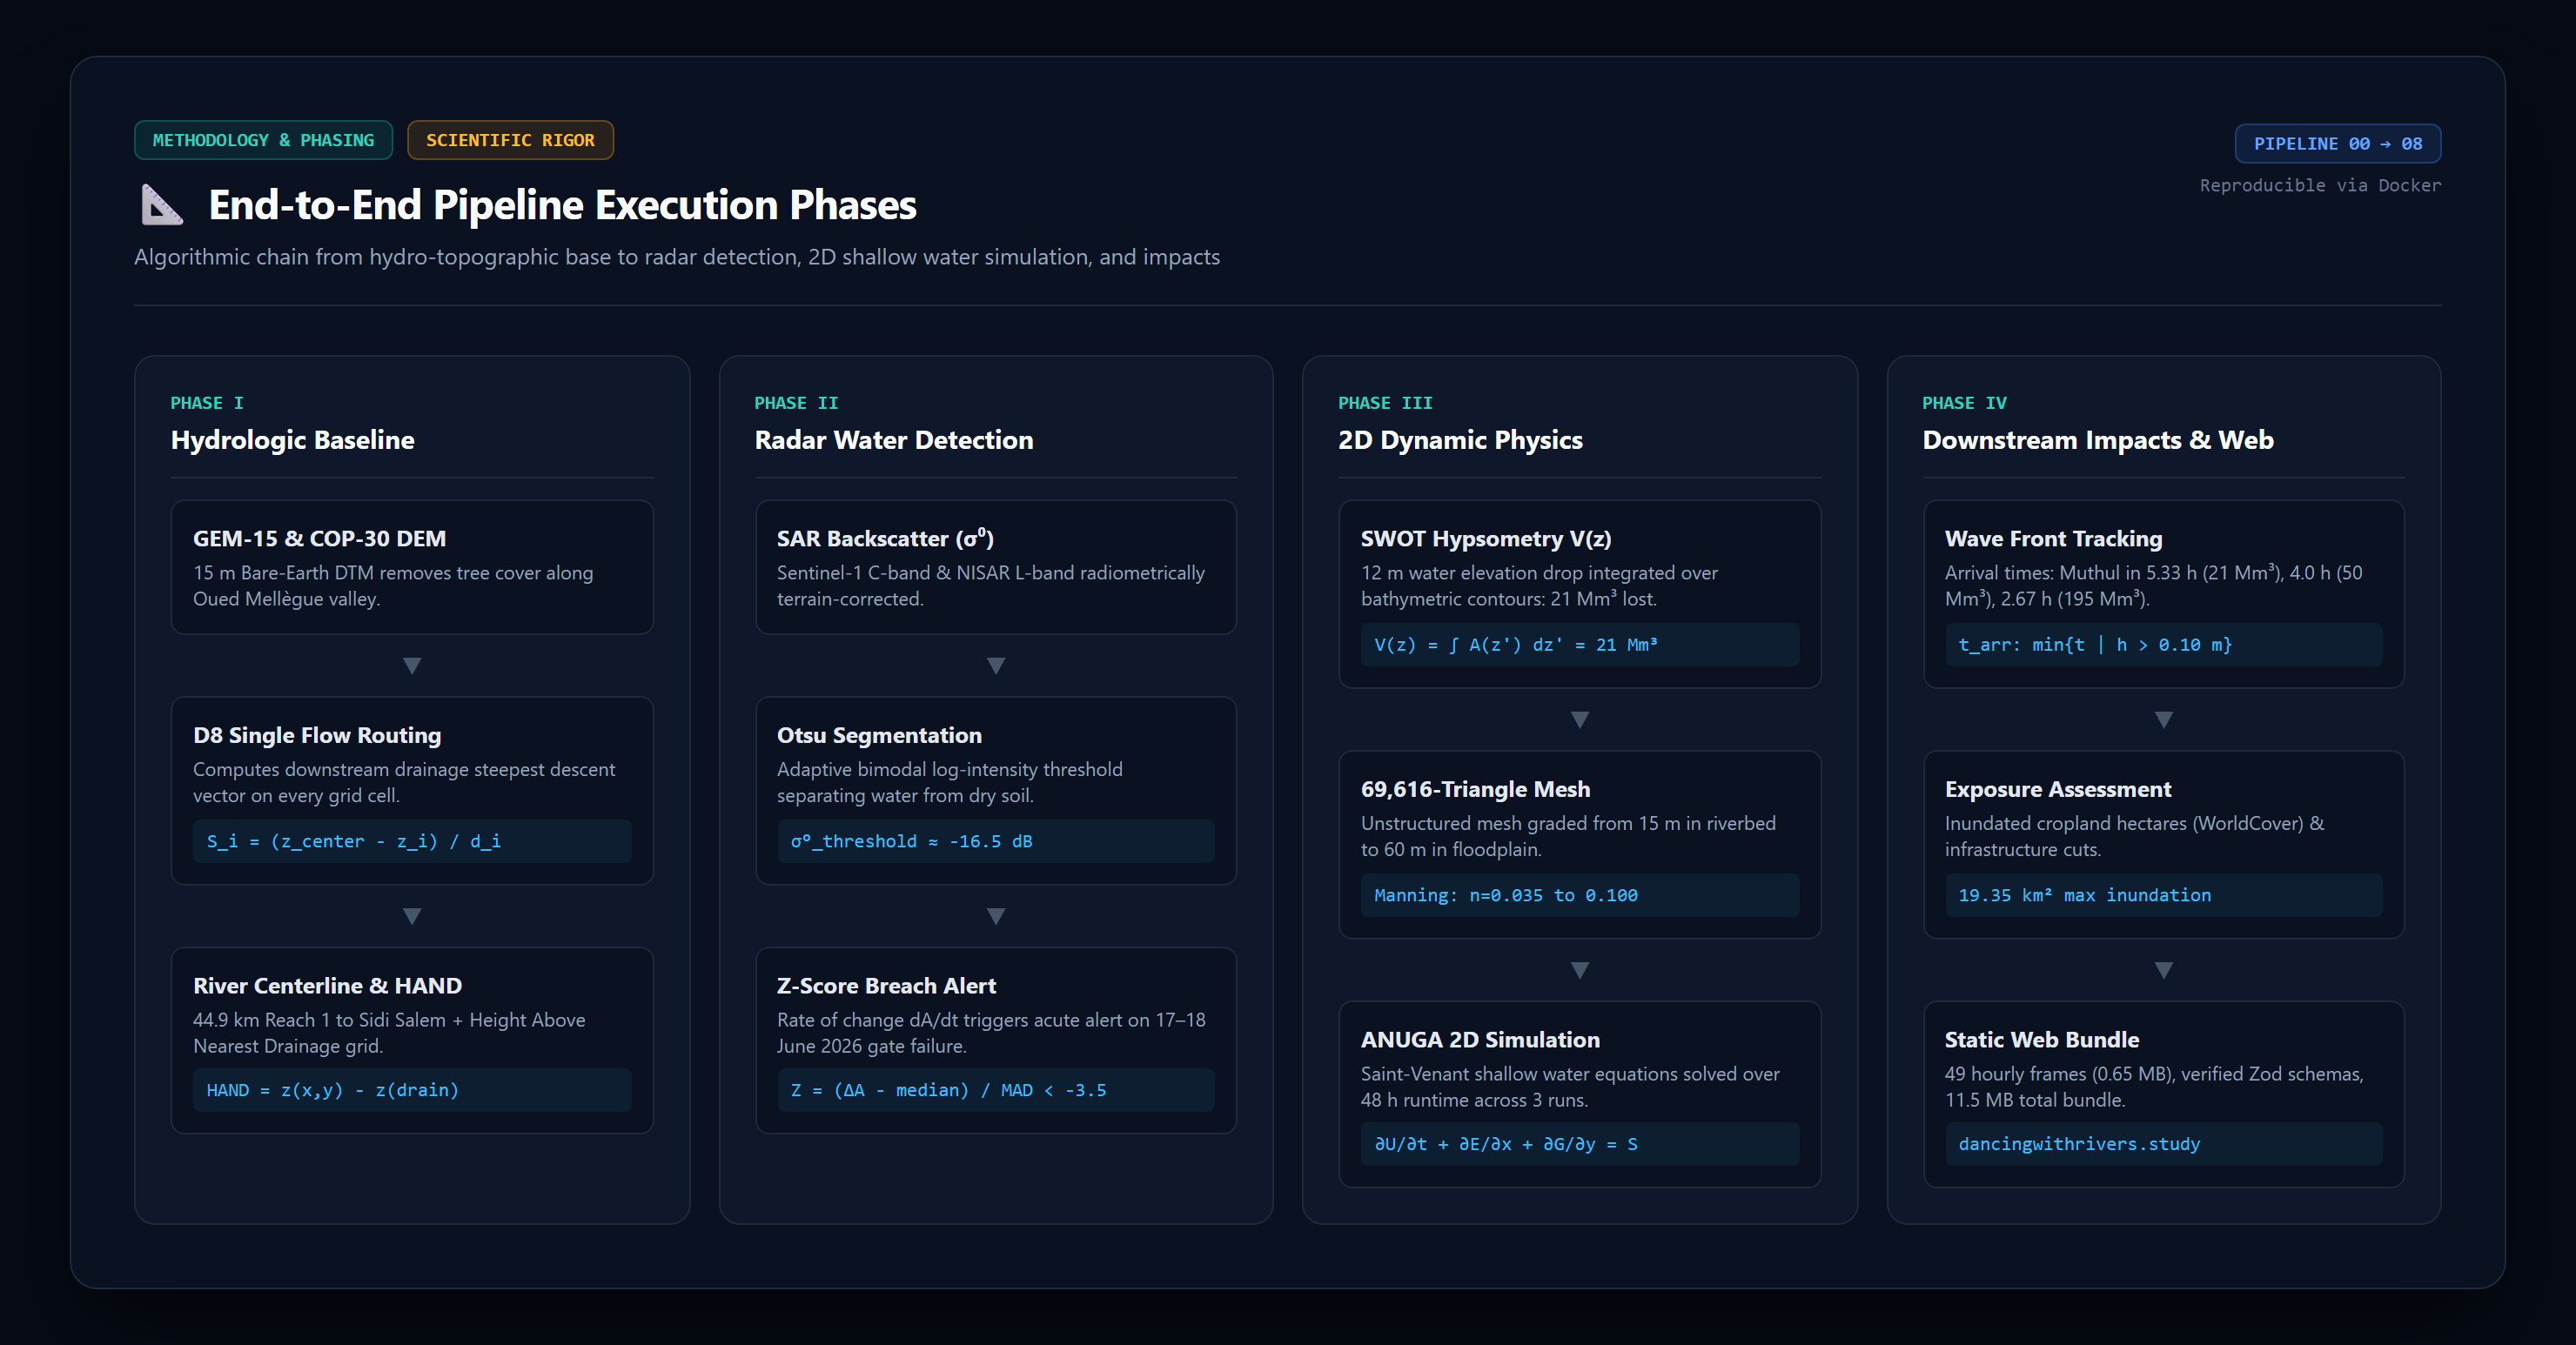 METHODOLOGY & PHASING
SCIENTIFIC RIGOR
PIPELINE 00 → 08
Reproducible via Docker
End-to-End Pipeline Execution Phases
Algorithmic chain from hydro-topographic base to radar detection, 2D shallow water simulation, and impacts
PHASE I
Hydrologic Baseline
GEM-15 & COP-30 DEM
15 m Bare-Earth DTM removes tree cover along
Oued Mellègue valley.
▼
D8 Single Flow Routing
Computes downstream drainage steepest descent
vector on every grid cell.
S_i = (z_center - z_i) / d_i
▼
River Centerline & HAND
44.9 km Reach 1 to Sidi Salem + Height Above
Nearest Drainage grid.
HAND = z(x,y) - z(drain)
PHASE II
Radar Water Detection
SAR Backscatter (σ⁰)
Sentinel-1 C-band & NISAR L-band radiometrically
terrain-corrected.
▼
Otsu Segmentation
Adaptive bimodal log-intensity threshold
separating water from dry soil.
σ°_threshold ≈ -16.5 dB
▼
Z-Score Breach Alert
Rate of change dA/dt triggers acute alert on 17–18
June 2026 gate failure.
Z = (ΔA - median) / MAD < -3.5
PHASE III
2D Dynamic Physics
SWOT Hypsometry V(z)
12 m water elevation drop integrated over
bathymetric contours: 21 Mm³ lost.
V(z) = ∫ A(z') dz' = 21 Mm³
▼
69,616-Triangle Mesh
Unstructured mesh graded from 15 m in riverbed
to 60 m in floodplain.
Manning: n=0.035 to 0.100
▼
ANUGA 2D Simulation
Saint-Venant shallow water equations solved over
48 h runtime across 3 runs.
∂U/∂t + ∂E/∂x + ∂G/∂y = S
PHASE IV
Downstream Impacts & Web
Wave Front Tracking
Arrival times: Muthul in 5.33 h (21 Mm³), 4.0 h (50
Mm³), 2.67 h (195 Mm³).
t_arr: min{t | h > 0.10 m}
▼
Exposure Assessment
Inundated cropland hectares (WorldCover) &
infrastructure cuts.
19.35 km² max inundation
▼
Static Web Bundle
49 hourly frames (0.65 MB), verified Zod schemas,
11.5 MB total bundle.
dancingwithrivers.study